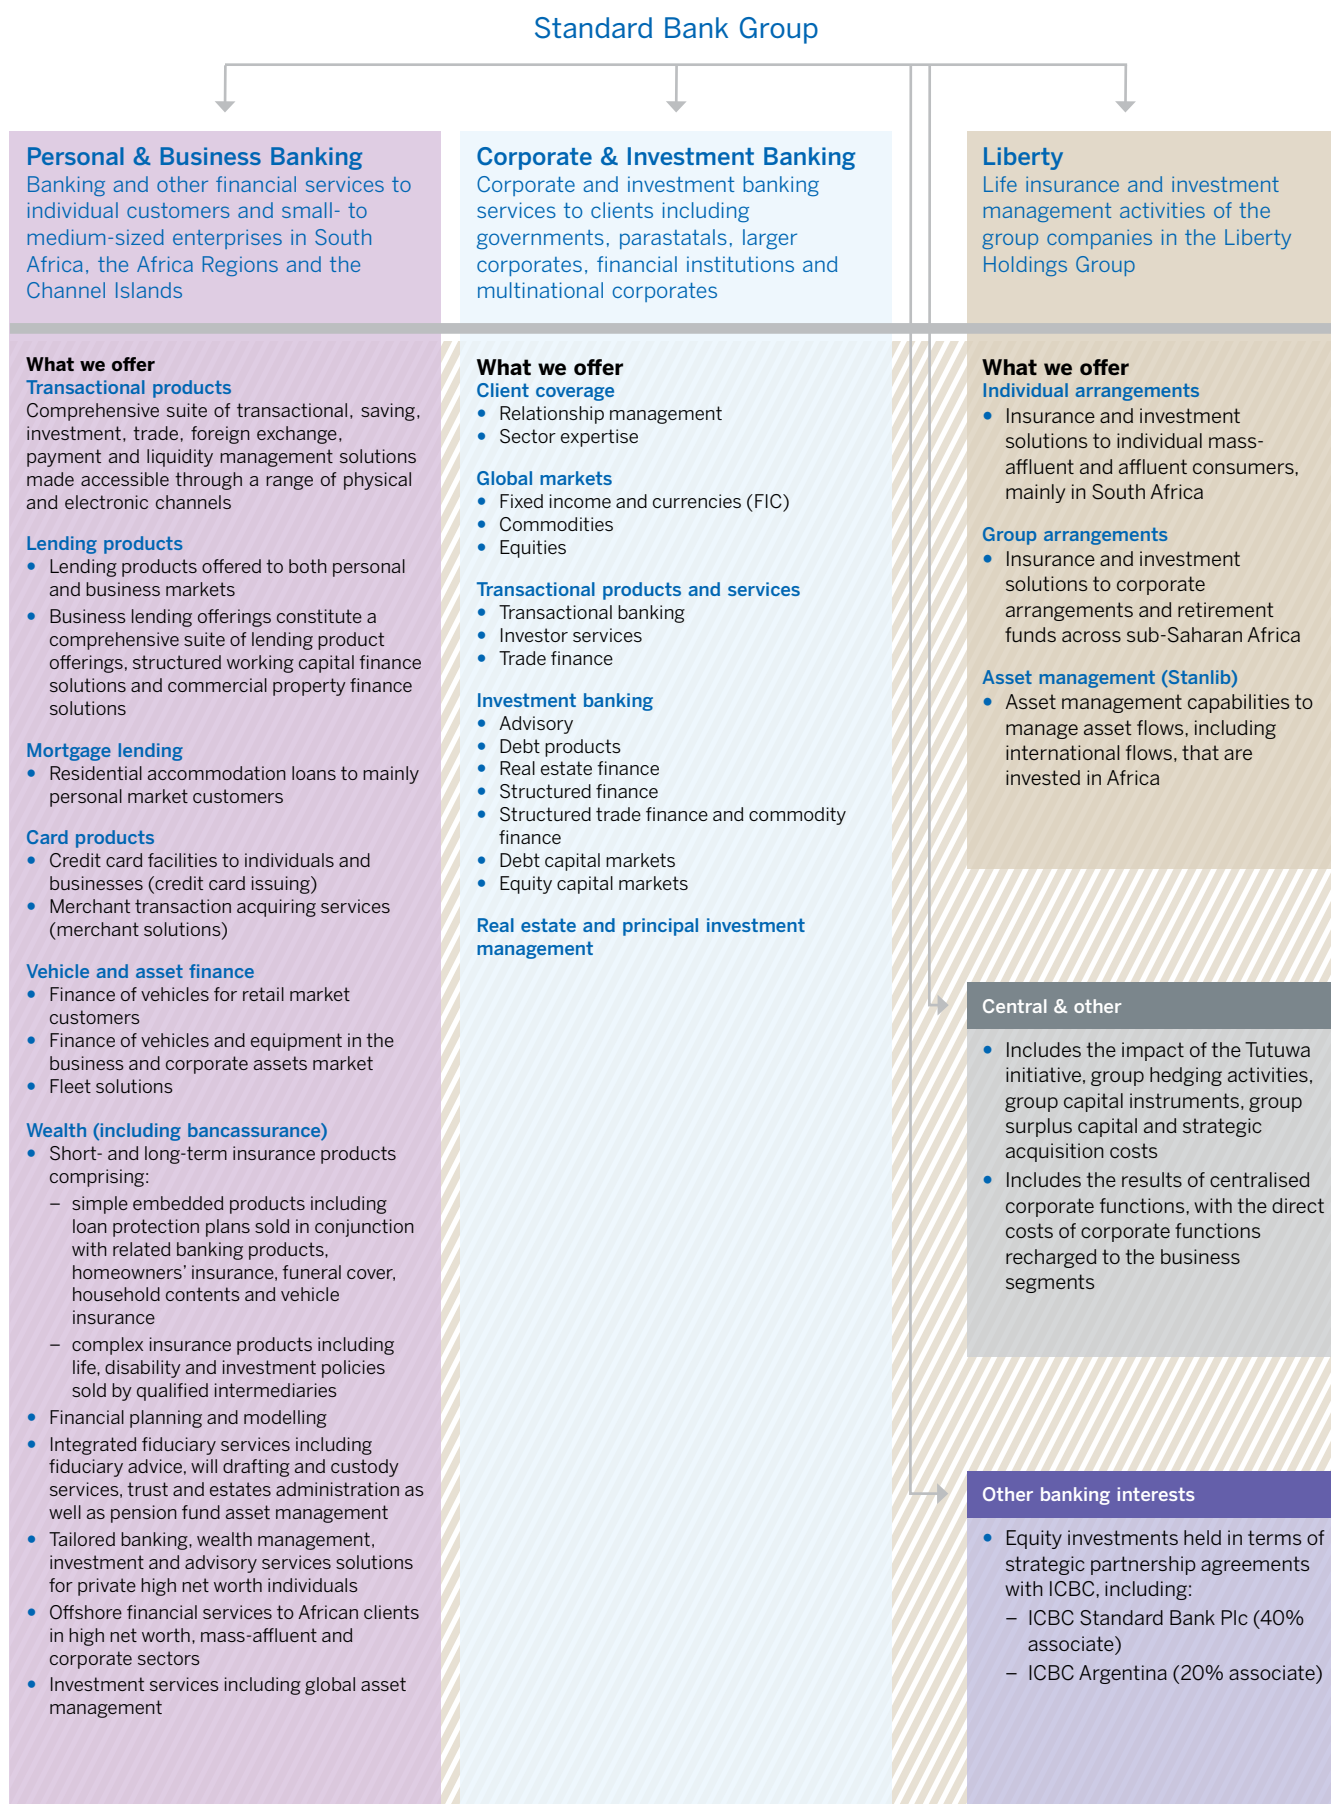 Standard Bank Group
Personal & Business Banking
Banking and other financial services to
individual customers and small- to
medium-sized enterprises in South
Africa, the Africa Regions and the
Channel Islands
What we offer
Transactional products
Comprehensive suite of transactional, saving,
investment, trade, foreign exchange,
payment and liquidity management solutions
made accessible through a range of physical
and electronic channels
Lending products
• Lending products offered to both personal
and business markets
• Business lending offerings constitute a
comprehensive suite of lending product
offerings, structured working capital finance
solutions and commercial property finance
solutions
Mortgage lending
• Residential accommodation loans to mainly
personal market customers
Card products
• Credit card facilities to individuals and
businesses (credit card issuing)
• Merchant transaction acquiring services
(merchant solutions)
Vehicle and asset finance
• Finance of vehicles for retail market
customers
• Finance of vehicles and equipment in the
business and corporate assets market
• Fleet solutions
Wealth (including bancassurance)
• Short- and long-term insurance products
comprising:
– simple embedded products including
loan protection plans sold in conjunction
with related banking products,
homeowners’ insurance, funeral cover,
household contents and vehicle
insurance
– complex insurance products including
life, disability and investment policies
sold by qualified intermediaries
• Financial planning and modelling
• Integrated fiduciary services including
fiduciary advice, will drafting and custody
services, trust and estates administration as
well as pension fund asset management
• Tailored banking, wealth management,
investment and advisory services solutions
for private high net worth individuals
• Offshore financial services to African clients
in high net worth, mass-affluent and
corporate sectors
• Investment services including global asset
management
Corporate & Investment Banking
Corporate and investment banking
services to clients including
governments, parastatals, larger
corporates, financial institutions and
multinational corporates
What we offer
Client coverage
• Relationship management
• Sector expertise
Global markets
• Fixed income and currencies (FIC)
• Commodities
• Equities
Transactional products and services
• Transactional banking
• Investor services
• Trade finance
Investment banking
• Advisory
• Debt products
• Real estate finance
• Structured finance
• Structured trade finance and commodity
finance
• Debt capital markets
• Equity capital markets
Real estate and principal investment
management
Liberty
Life insurance and investment
management activities of the
group companies in the Liberty
Holdings Group
What we offer
Individual arrangements
• Insurance and investment
solutions to individual mass-
affluent and affluent consumers,
mainly in South Africa
Group arrangements
• Insurance and investment
solutions to corporate
arrangements and retirement
funds across sub-Saharan Africa
Asset management (Stanlib)
• Asset management capabilities to
manage asset flows, including
international flows, that are
invested in Africa
Central & other
• Includes the impact of the Tutuwa
initiative, group hedging activities,
group capital instruments, group
surplus capital and strategic
acquisition costs
• Includes the results of centralised
corporate functions, with the direct
costs of corporate functions
recharged to the business
segments
Other banking interests
• Equity investments held in terms of
strategic partnership agreements
with ICBC, including:
– ICBC Standard Bank Plc (40%
associate)
– ICBC Argentina (20% associate)